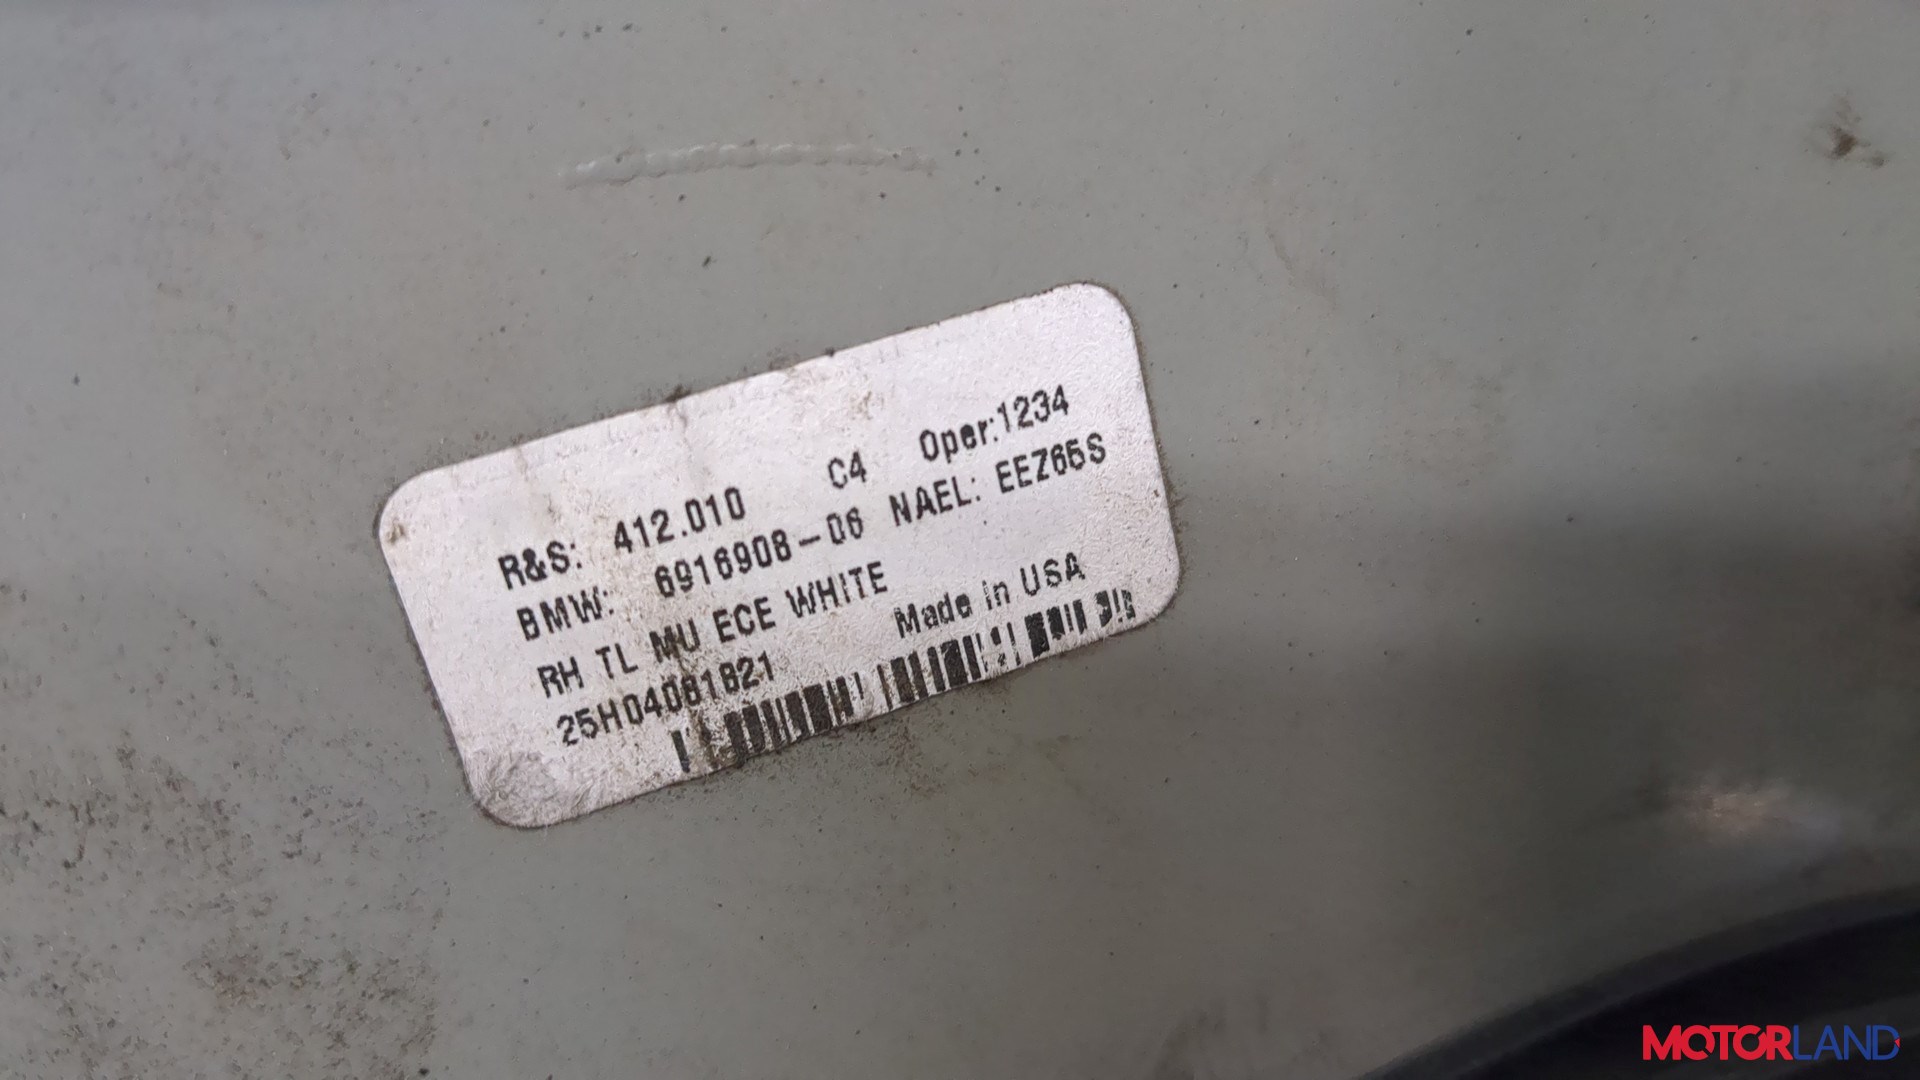 R&S: 412.010 C4 Oper:1234
BMW: 6916908-06 NAEL: EEZ65S
RH TL MU ECE WHITE
25H04081821 Made in USA
MOTORLAND